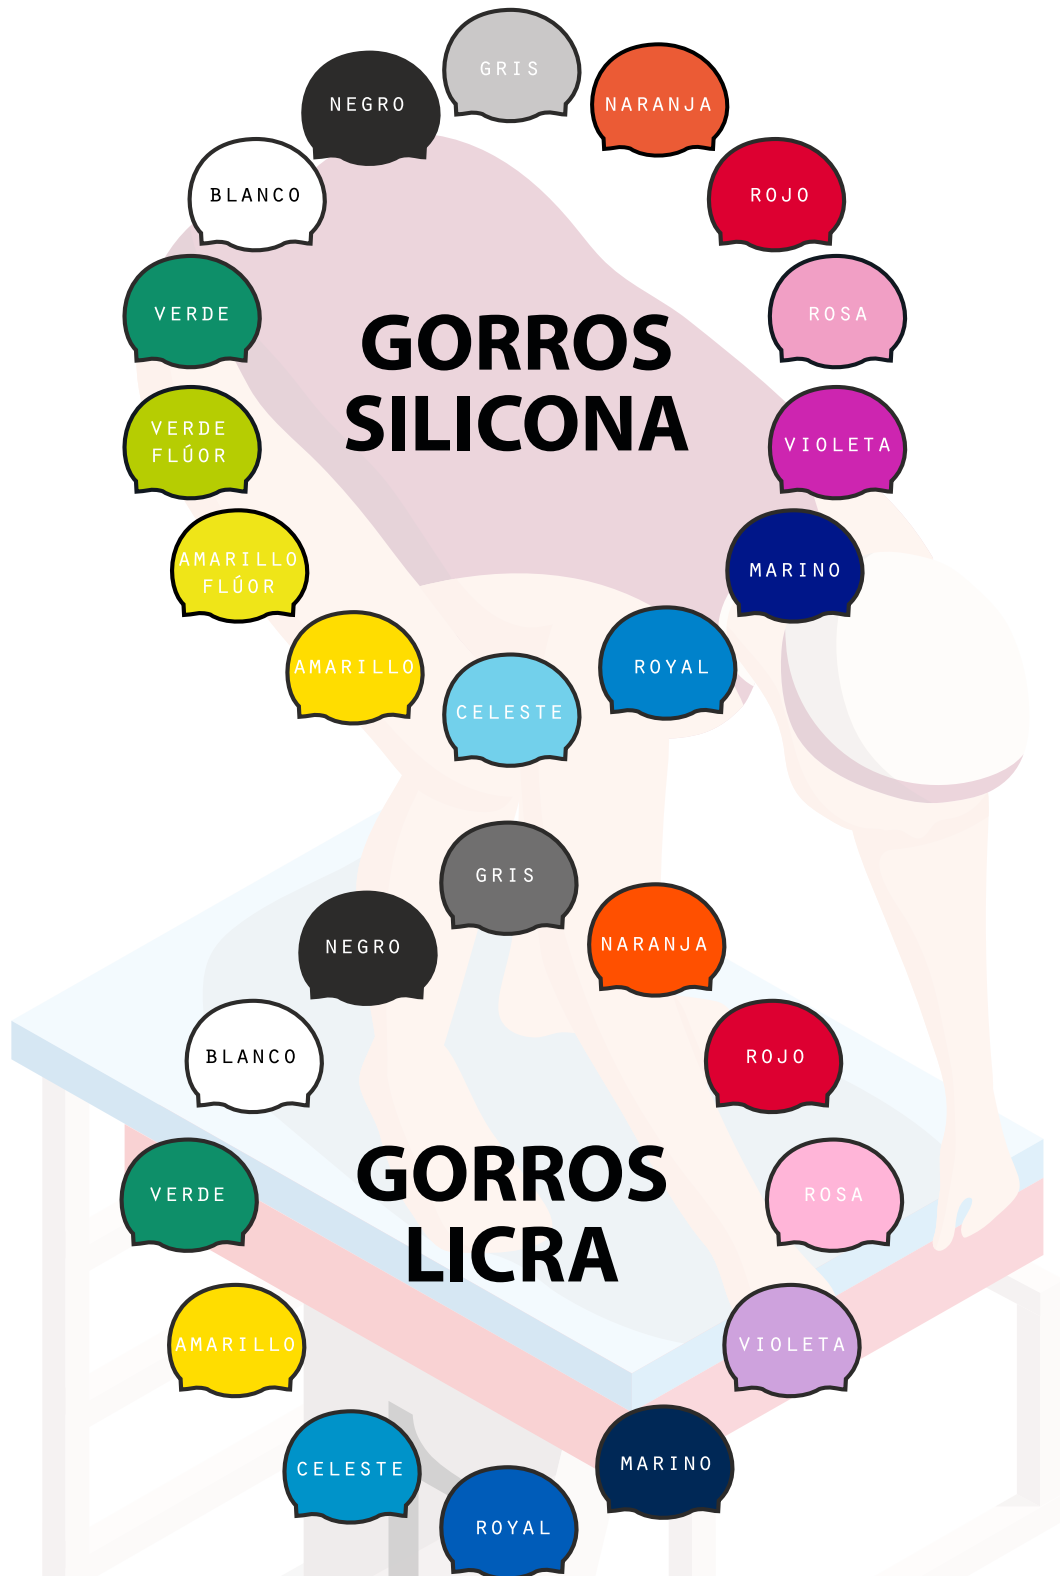 GRIS
NEGRO
NARANJA
BLANCO
ROJO
VERDE
ROSA
GORROS
SILICONA
VERDE
FLÚOR
VIOLETA
AMARILLO
FLÚOR
MARINO
AMARILLO
ROYAL
CELESTE
GRIS
NEGRO
NARANJA
BLANCO
ROJO
VERDE
ROSA
GORROS
LICRA
AMARILLO
VIOLETA
CELESTE
MARINO
ROYAL